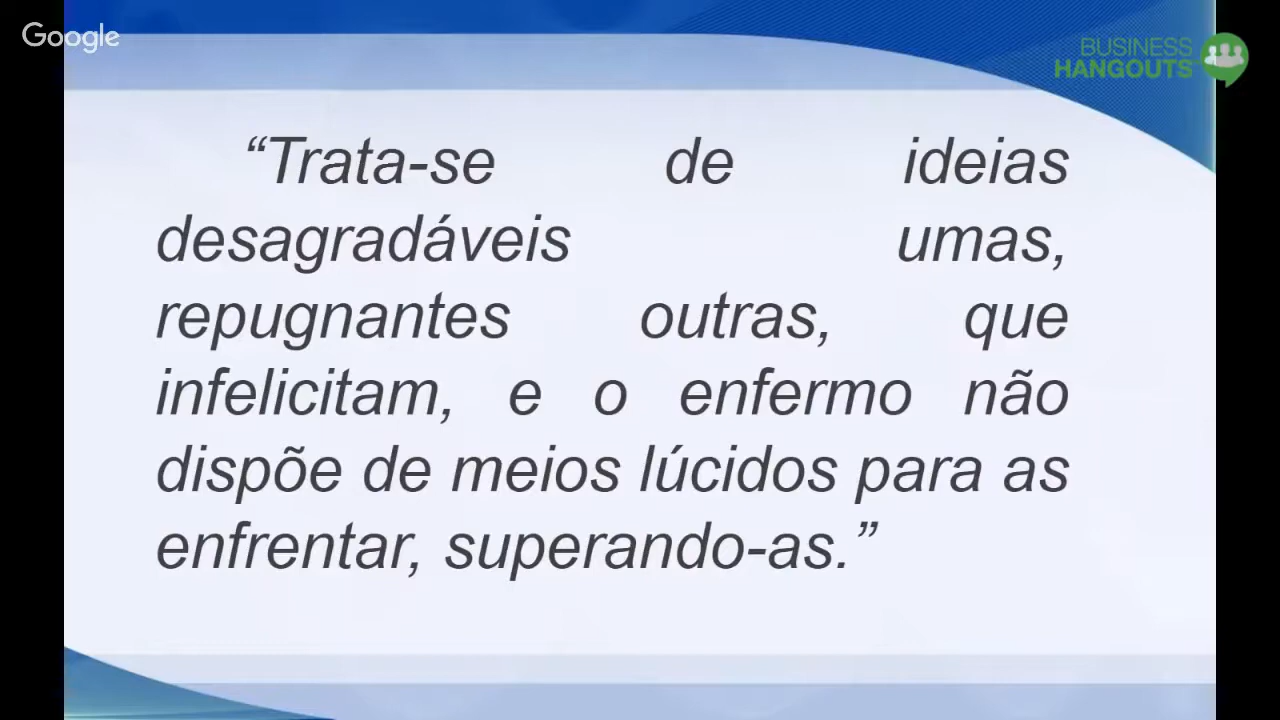 Google
BUSINESS
HANGOUTS
“Trata-se de ideias
desagradáveis umas,
repugnantes outras, que
infelicitam, e o enfermo não
dispõe de meios lúcidos para as
enfrentar, superando-as.”